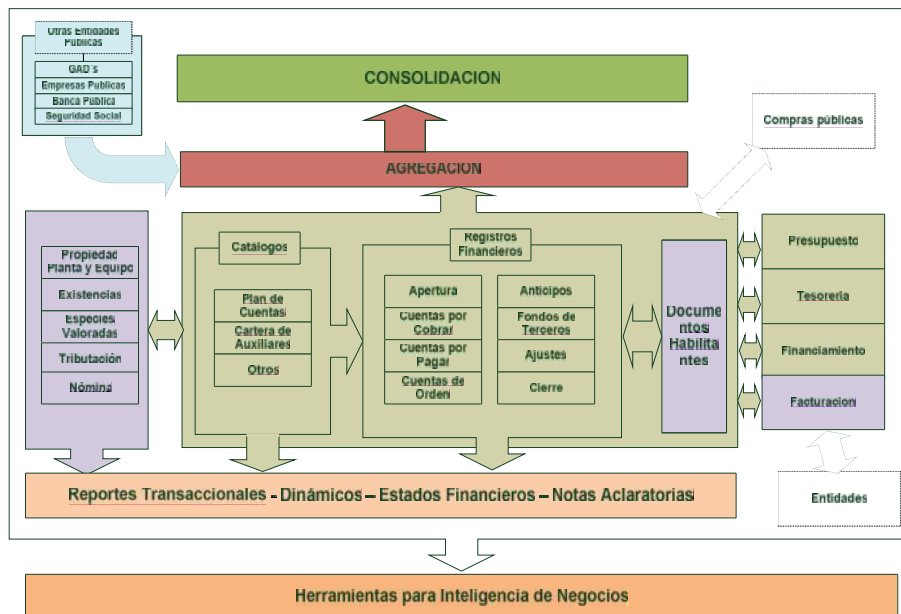 Otras Entidades
Públicas
GAD´s
Empresas Publicas
Banca Pública
Seguridad Social
CONSOLIDACION
Compras públicas
AGREGACION
Propiedad
Planta y Equipo
Existencias
Especies
Valoradas
Tributación
Nómina
Catálogos
Plan de
Cuentas
Cartera de
Auxiliares
Otros
Registros
Financieros
Apertura
Cuentas por
Cobrar
Cuentas por
Pagar
Cuentas de
Orden
Anticipos
Fondos de
Terceros
Ajustes
Cierre
Docume
ntos
Habilita
ntes
Presupuesto
Tesorería
Financiamiento
Facturacion
Entidades
Reportes Transaccionales - Dinámicos – Estados Financieros – Notas Aclaratorias
Herramientas para Inteligencia de Negocios